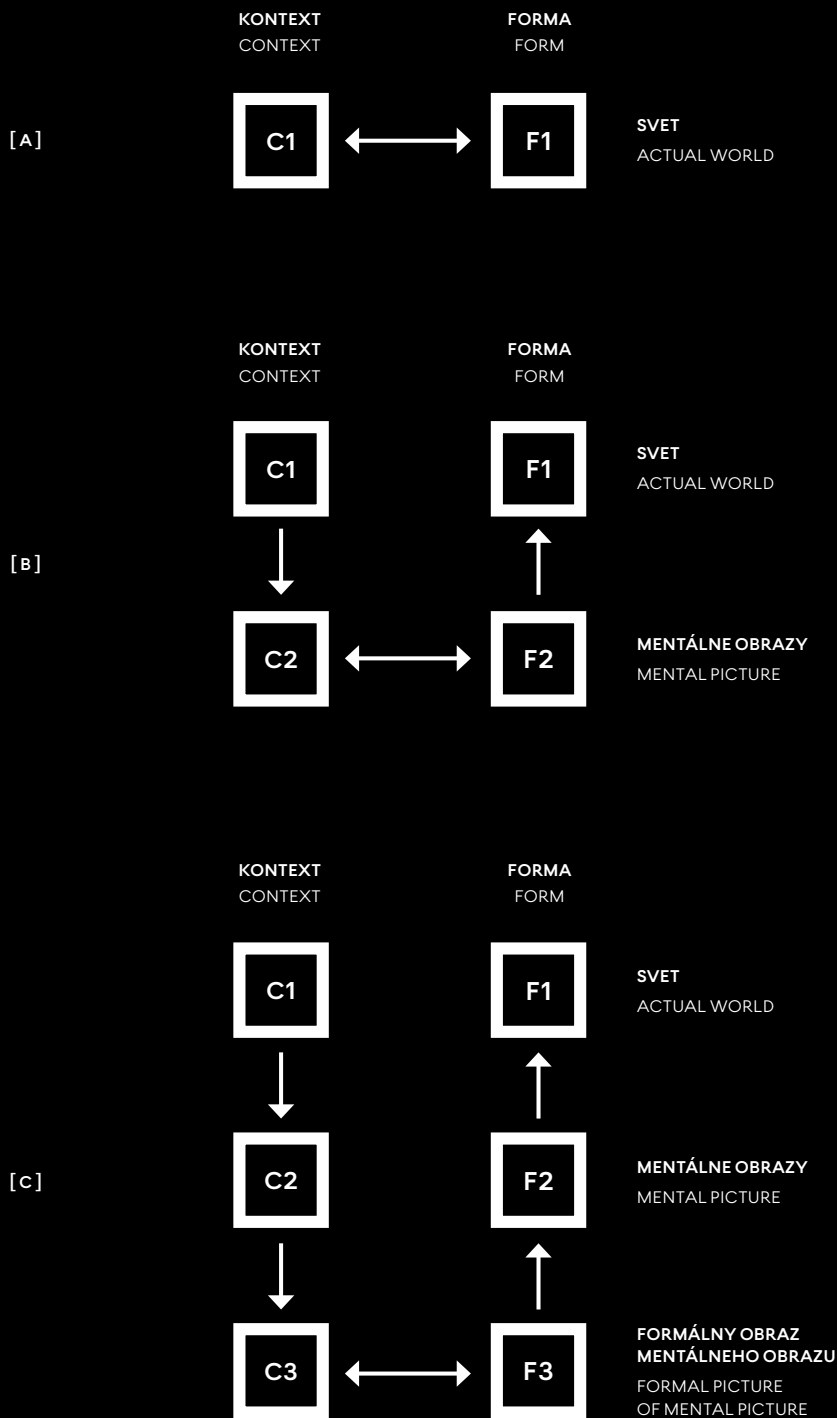 KONTEXT FORMA
CONTEXT FORM
[A] C1 F1 SVET
ACTUAL WORLD
KONTEXT FORMA
CONTEXT FORM
C1 F1 SVET
ACTUAL WORLD
[B]
C2 F2 MENTÁLNE OBRAZY
MENTAL PICTURE
KONTEXT FORMA
CONTEXT FORM
C1 F1 SVET
ACTUAL WORLD
[C] C2 F2 MENTÁLNE OBRAZY
MENTAL PICTURE
C3 F3 FORMÁLNY OBRAZ
MENTÁLNEHO OBRAZU
FORMAL PICTURE
OF MENTAL PICTURE